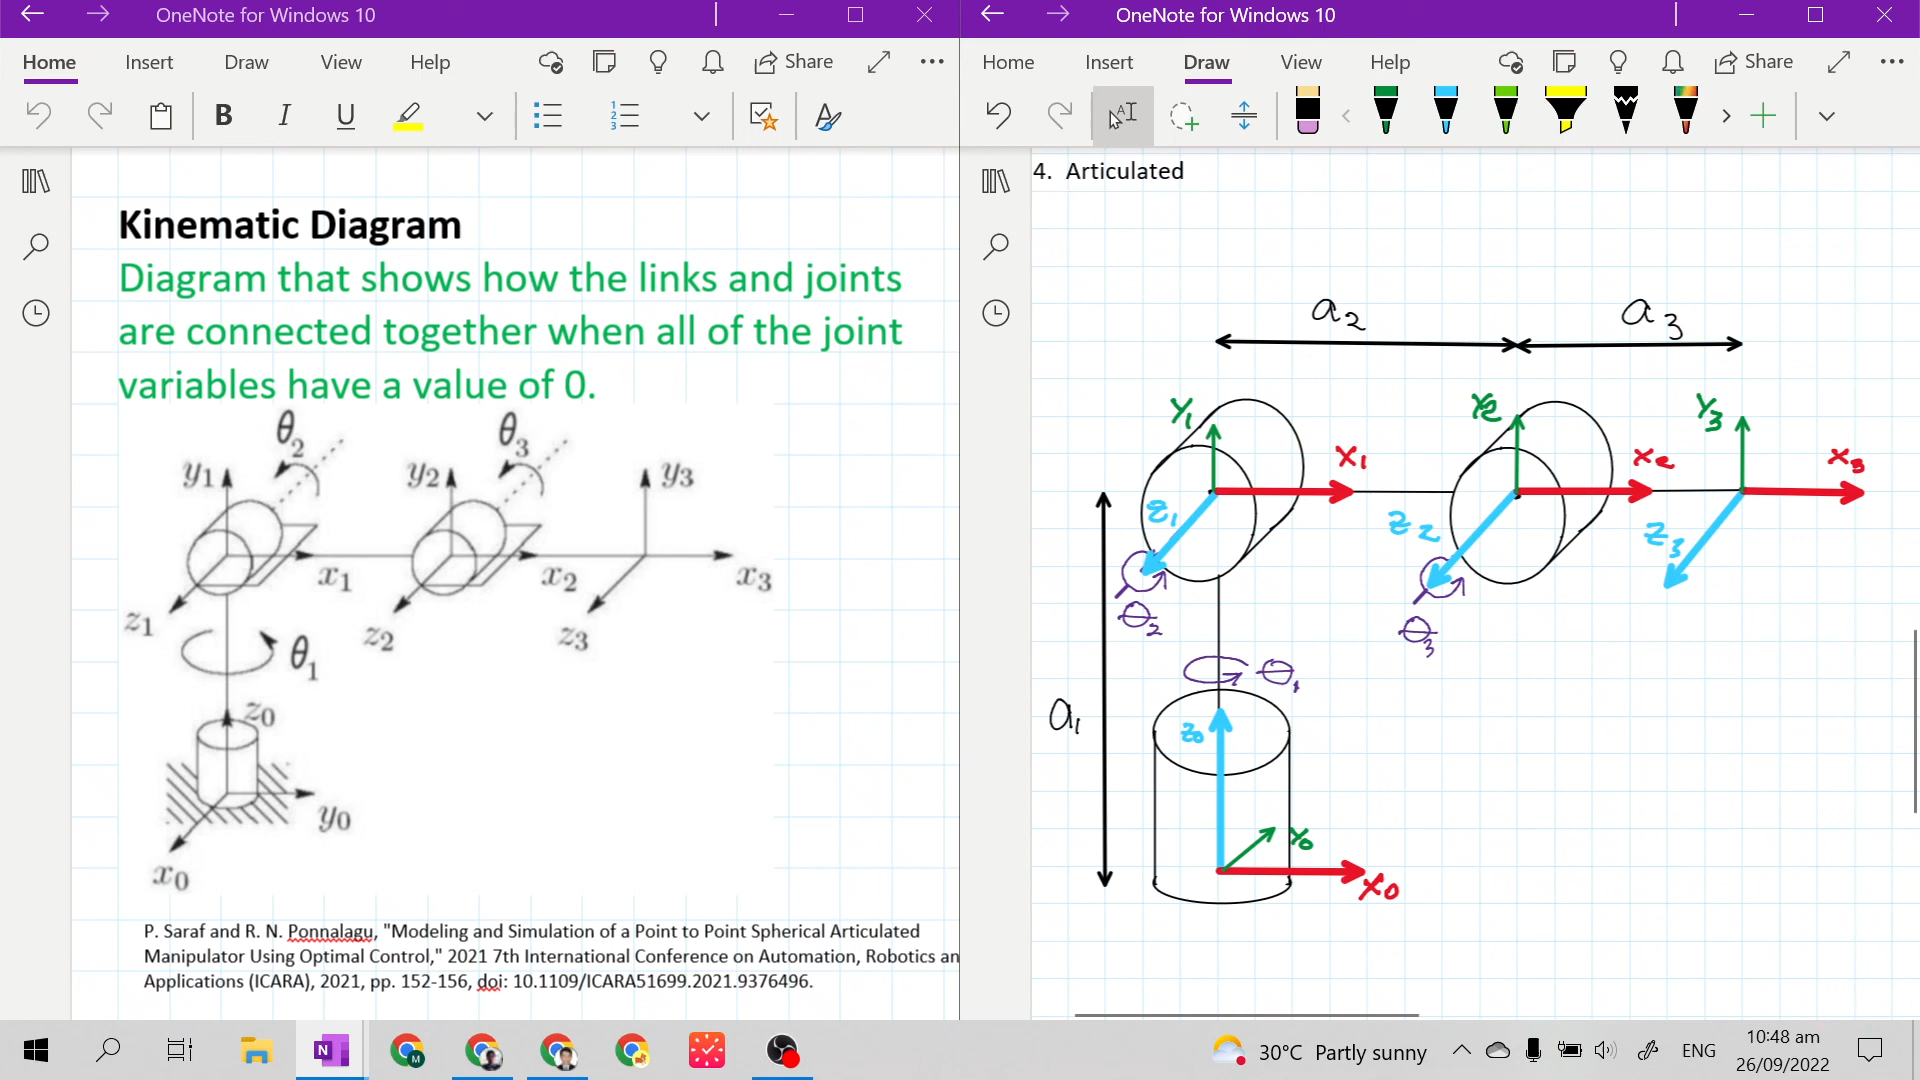 OneNote for Windows 10
Home Insert Draw View Help Share
B I U
Kinematic Diagram
Diagram that shows how the links and joints
are connected together when all of the joint
variables have a value of 0.
θ2 θ3
y1 y2 y3
x1 x2 x3
z1 z2 z3
θ1
z0
y0
x0
P. Saraf and R. N. Ponnalagu, "Modeling and Simulation of a Point to Point Spherical Articulated
Manipulator Using Optimal Control," 2021 7th International Conference on Automation, Robotics an
Applications (ICARA), 2021, pp. 152-156, doi: 10.1109/ICARA51699.2021.9376496.
OneNote for Windows 10
Home Insert Draw View Help Share
4. Articulated
a2 a3
Y1 Y2 Y3
X1 X2 X3
Z1 Z2 Z3
θ2 θ3
θ1
a1
Z0
Y0
X0
30°C Partly sunny
ENG
10:48 am
26/09/2022